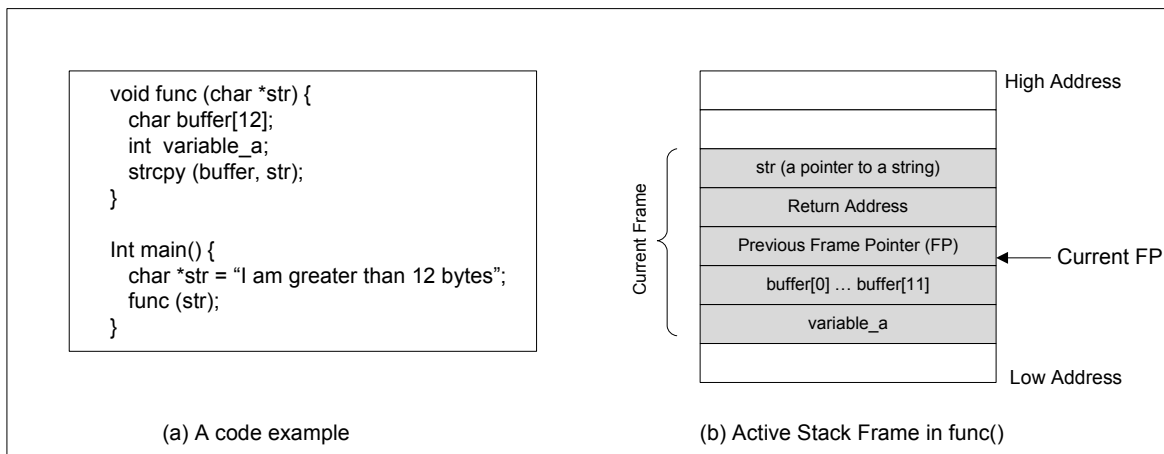 void func (char *str) {
char buffer[12];
int variable_a;
strcpy (buffer, str);
}
Int main() {
char *str = “I am greater than 12 bytes”;
func (str);
}
(a) A code example
High Address
str (a pointer to a string)
Return Address
Previous Frame Pointer (FP)
buffer[0] … buffer[11]
variable_a
Current Frame
Current FP
Low Address
(b) Active Stack Frame in func()